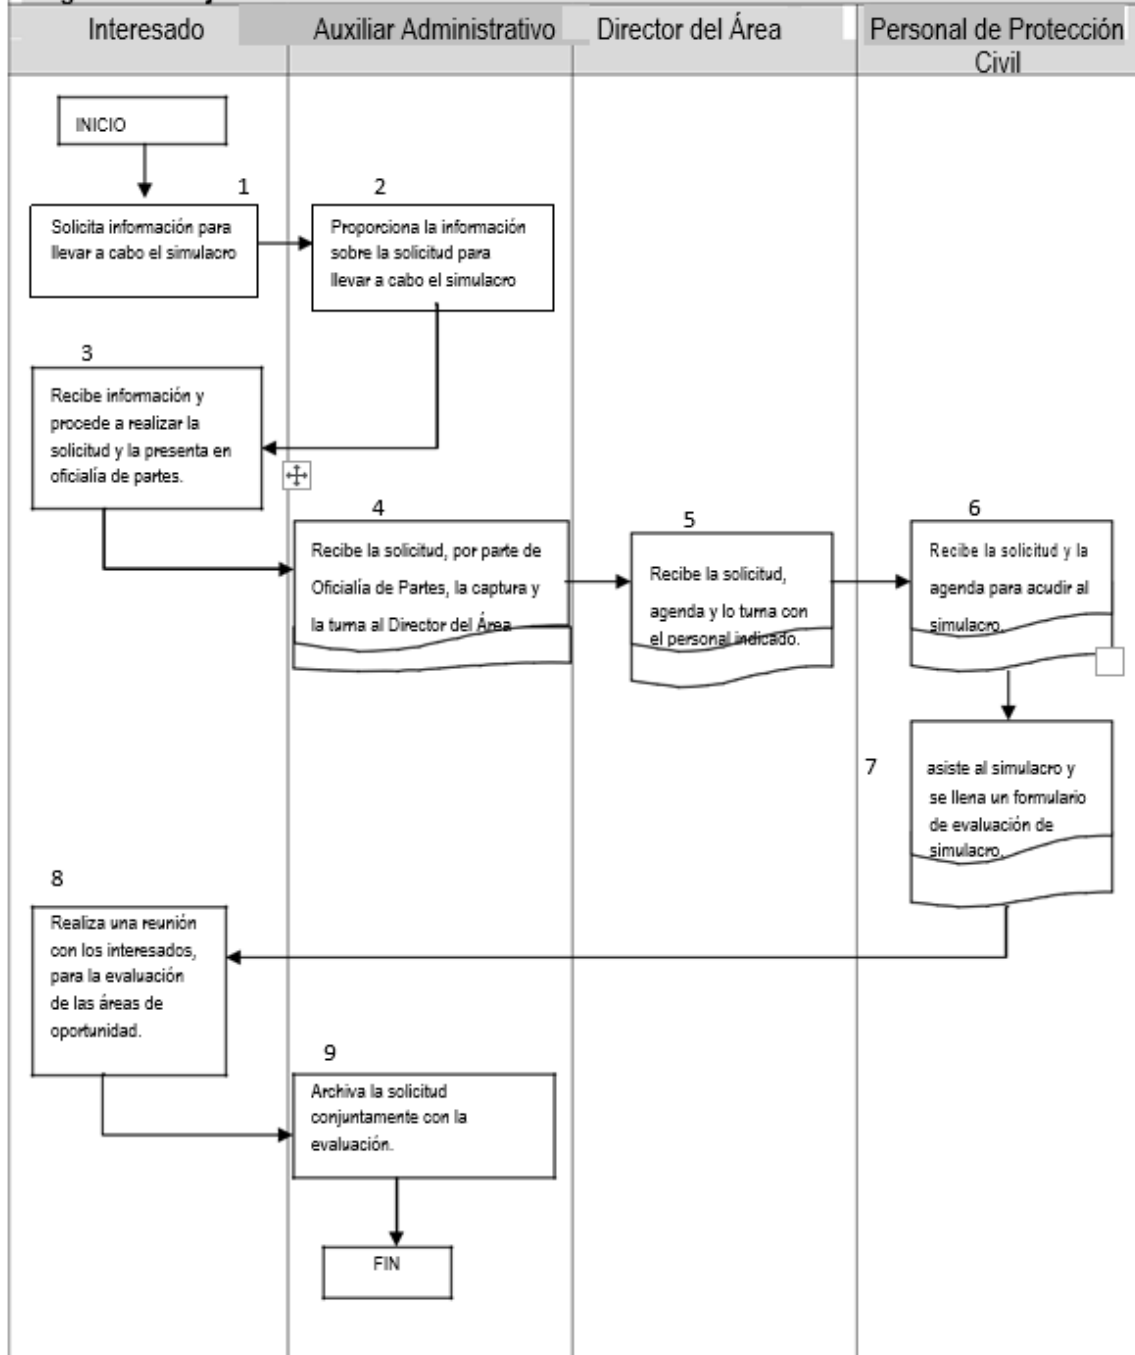 Interesado
Auxiliar Administrativo
Director del Área
Personal de Protección
Civil
INICIO
1
Solicita información para
llevar a cabo el simulacro
2
Proporciona la información
sobre la solicitud para
llevar a cabo el simulacro
3
Recibe información y
procede a realizar la
solicitud y la presenta en
oficialía de partes.
4
Recibe la solicitud, por parte de
Oficialía de Partes, la captura y
la turna al Director del Área
5
Recibe la solicitud,
agenda y lo turna con
el personal indicado.
6
Recibe la solicitud y la
agenda para acudir al
simulacro.
7
asiste al simulacro y
se llena un formulario
de evaluación de
simulacro.
8
Realiza una reunión
con los interesados,
para la evaluación
de las áreas de
oportunidad.
9
Archiva la solicitud
conjuntamente con la
evaluación.
FIN